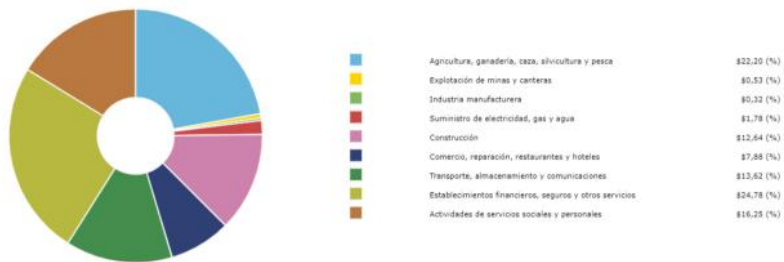 Agricultura, ganadería, caza, silvicultura y pesca $22,20 (%)
Explotación de minas y canteras $0,53 (%)
Industria manufacturera $0,32 (%)
Suministro de electricidad, gas y agua $1,78 (%)
Construcción $12,64 (%)
Comercio, reparación, restaurantes y hoteles $7,88 (%)
Transporte, almacenamiento y comunicaciones $13,62 (%)
Establecimientos financieros, seguros y otros servicios $24,78 (%)
Actividades de servicios sociales y personales $16,25 (%)